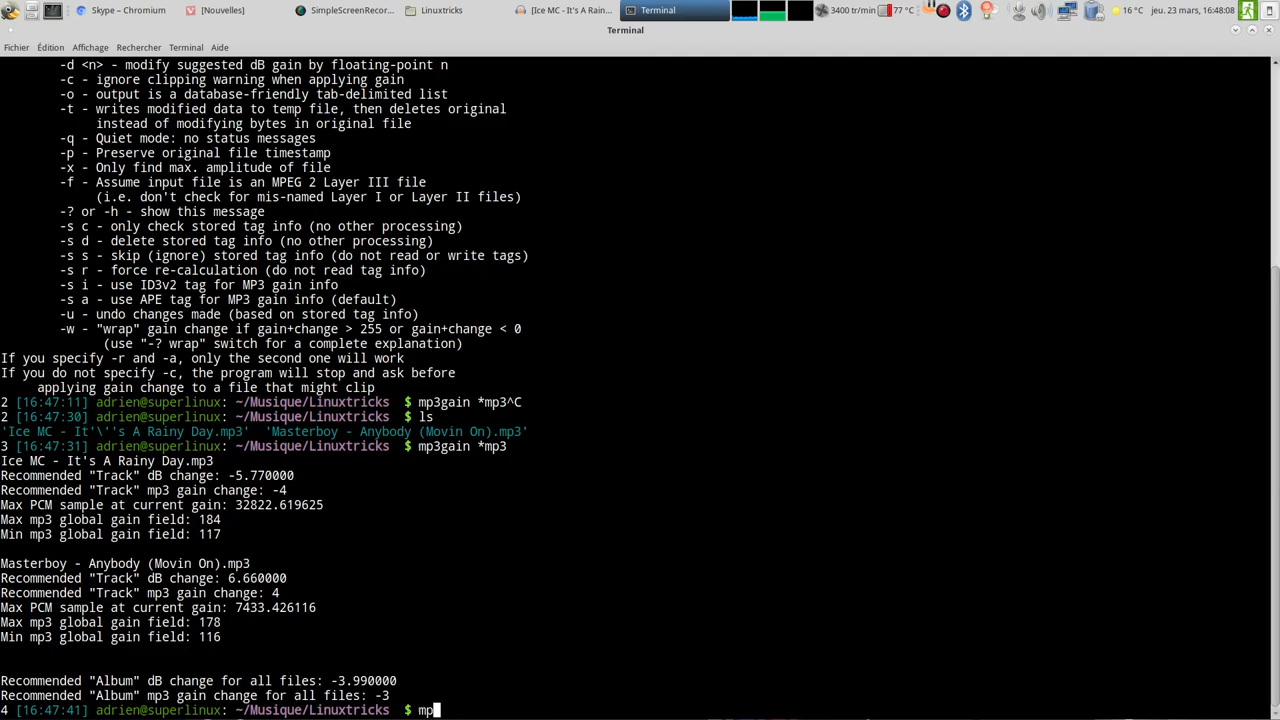 Skype – Chromium
[Nouvelles]
SimpleScreenRecor...
Linuxtricks
[Ice MC - It's A Rain...
Terminal
3400 tr/min
77 °C
16 °C
jeu. 23 mars, 16:48:08
Terminal
Fichier Édition Affichage Rechercher Terminal Aide
-d <n> - modify suggested dB gain by floating-point n
-c - ignore clipping warning when applying gain
-o - output is a database-friendly tab-delimited list
-t - writes modified data to temp file, then deletes original
instead of modifying bytes in original file
-q - Quiet mode: no status messages
-p - Preserve original file timestamp
-x - Only find max. amplitude of file
-f - Assume input file is an MPEG 2 Layer III file
(i.e. don't check for mis-named Layer I or Layer II files)
-? or -h - show this message
-s c - only check stored tag info (no other processing)
-s d - delete stored tag info (no other processing)
-s s - skip (ignore) stored tag info (do not read or write tags)
-s r - force re-calculation (do not read tag info)
-s i - use ID3v2 tag for MP3 gain info
-s a - use APE tag for MP3 gain info (default)
-u - undo changes made (based on stored tag info)
-w - "wrap" gain change if gain+change > 255 or gain+change < 0
(use "-? wrap" switch for a complete explanation)
If you specify -r and -a, only the second one will work
If you do not specify -c, the program will stop and ask before
applying gain change to a file that might clip
2 [16:47:11] adrien@superlinux: ~/Musique/Linuxtricks $ mp3gain *mp3^C
2 [16:47:30] adrien@superlinux: ~/Musique/Linuxtricks $ ls
'Ice MC - It'\''s A Rainy Day.mp3' 'Masterboy - Anybody (Movin On).mp3'
3 [16:47:31] adrien@superlinux: ~/Musique/Linuxtricks $ mp3gain *mp3
Ice MC - It's A Rainy Day.mp3
Recommended "Track" dB change: -5.770000
Recommended "Track" mp3 gain change: -4
Max PCM sample at current gain: 32822.619625
Max mp3 global gain field: 184
Min mp3 global gain field: 117
Masterboy - Anybody (Movin On).mp3
Recommended "Track" dB change: 6.660000
Recommended "Track" mp3 gain change: 4
Max PCM sample at current gain: 7433.426116
Max mp3 global gain field: 178
Min mp3 global gain field: 116
Recommended "Album" dB change for all files: -3.990000
Recommended "Album" mp3 gain change for all files: -3
4 [16:47:41] adrien@superlinux: ~/Musique/Linuxtricks $ mp